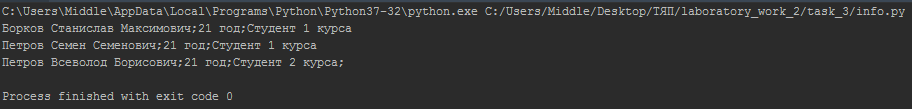 C:\Users\Middle\AppData\Local\Programs\Python\Python37-32\python.exe C:/Users/Middle/Desktop/ТЯП/laboratory_work_2/task_3/info.py
Борков Станислав Максимович;21 год;Студент 1 курса
Петров Семен Семенович;21 год;Студент 1 курса
Петров Всеволод Борисович;21 год;Студент 2 курса;
Process finished with exit code 0